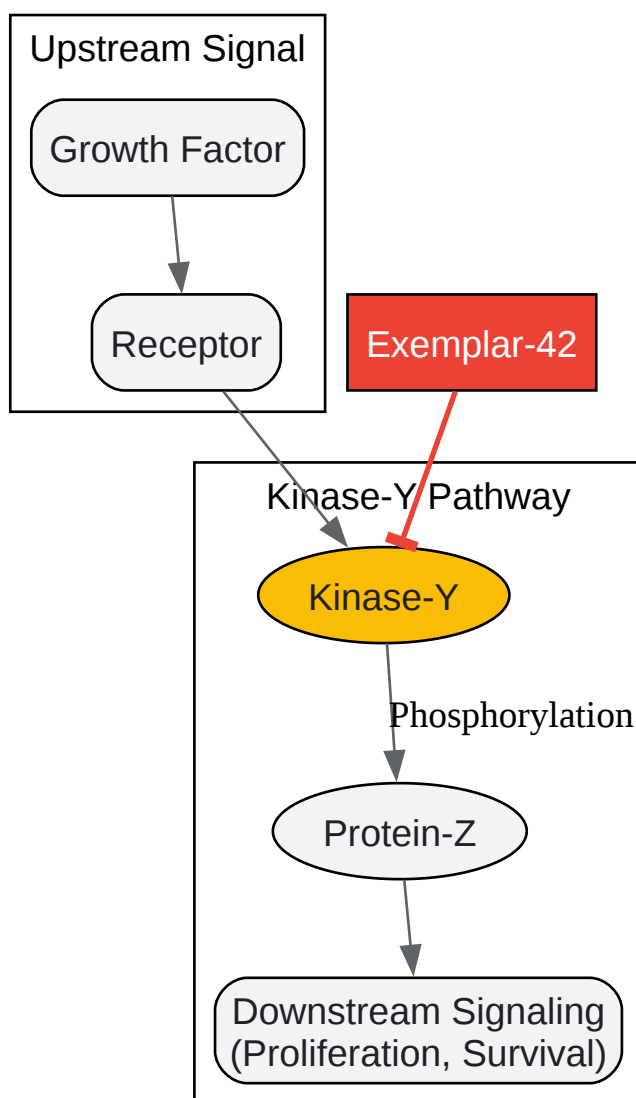 Upstream Signal
Growth Factor
Receptor
Exemplar-42
Kinase-Y Pathway
Kinase-Y
Phosphorylation
Protein-Z
Downstream Signaling
(Proliferation, Survival)